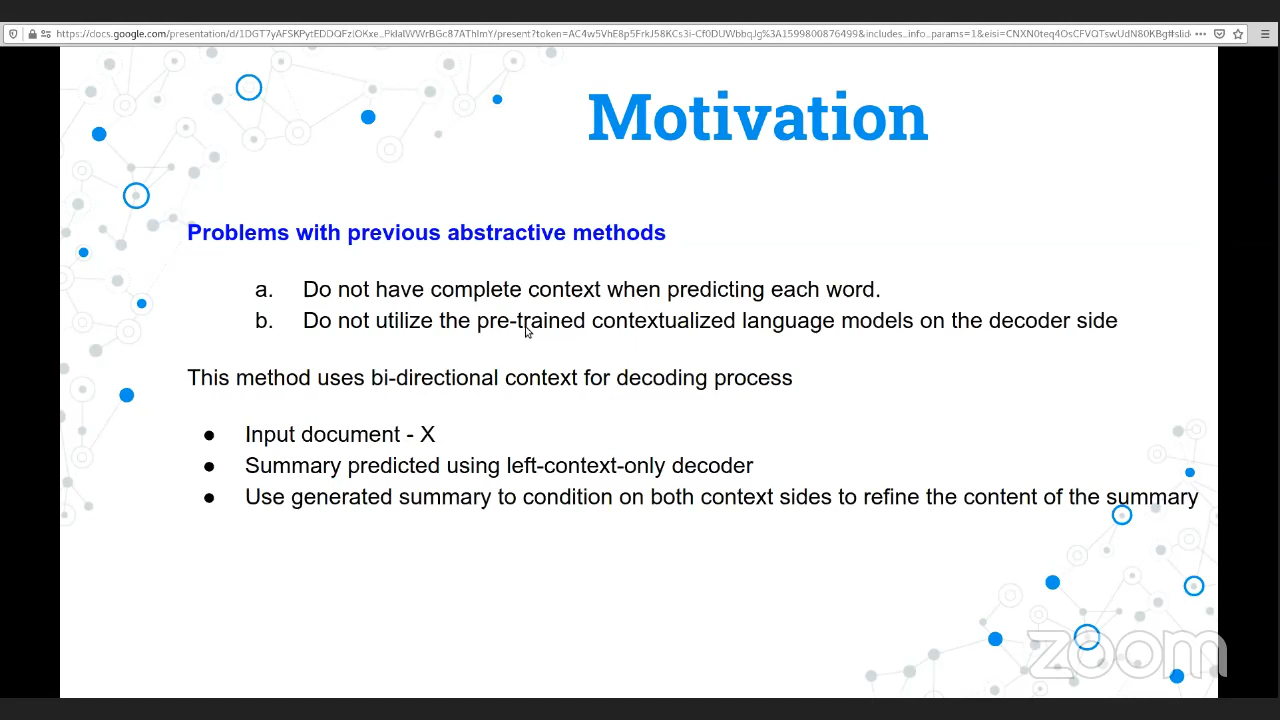 Motivation
Problems with previous abstractive methods
a. Do not have complete context when predicting each word.
b. Do not utilize the pre-trained contextualized language models on the decoder side
This method uses bi-directional context for decoding process
● Input document - X
● Summary predicted using left-context-only decoder
● Use generated summary to condition on both context sides to refine the content of the summary
zoom